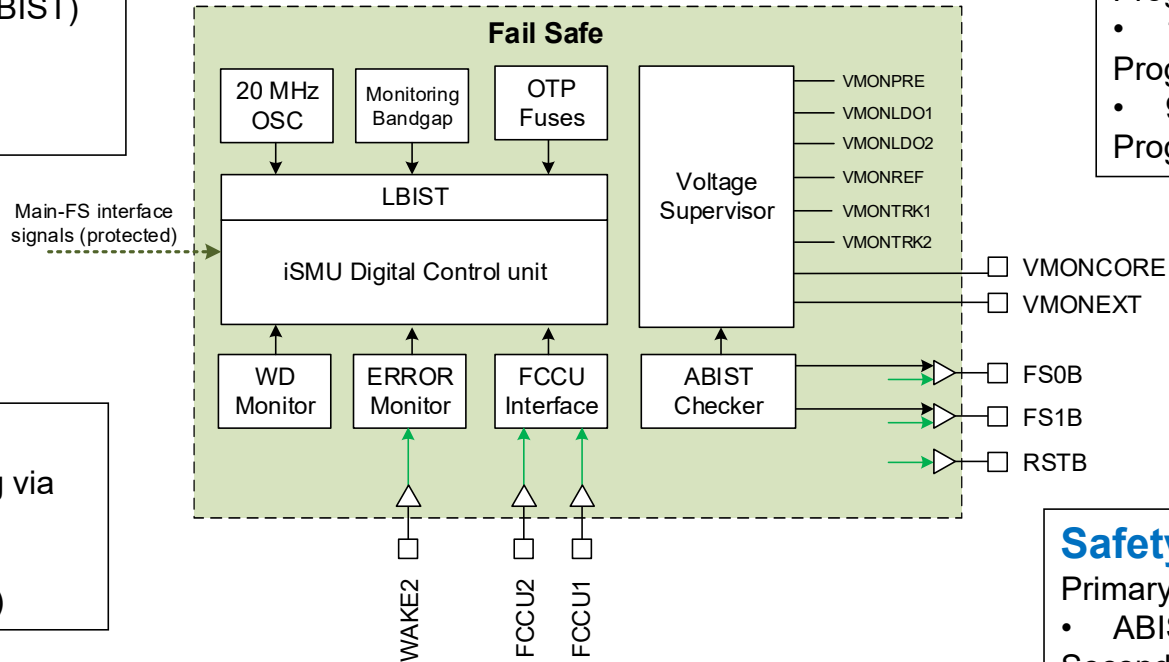 BIST)
Fail Safe
20 MHz
OSC
Monitoring
Bandgap
OTP
Fuses
LBIST
iSMU Digital Control unit
Main-FS interface
signals (protected)
WD
Monitor
ERROR
Monitor
FCCU
Interface
Voltage
Supervisor
VMONPRE
VMONLDO1
VMONLDO2
VMONREF
VMONTRK1
VMONTRK2
VMONCORE
VMONEXT
ABIST
Checker
FS0B
FS1B
RSTB
WAKE2
FCCU2
FCCU1
via
)
•
Prog
•
Prog
Safety
Primary
• ABIS